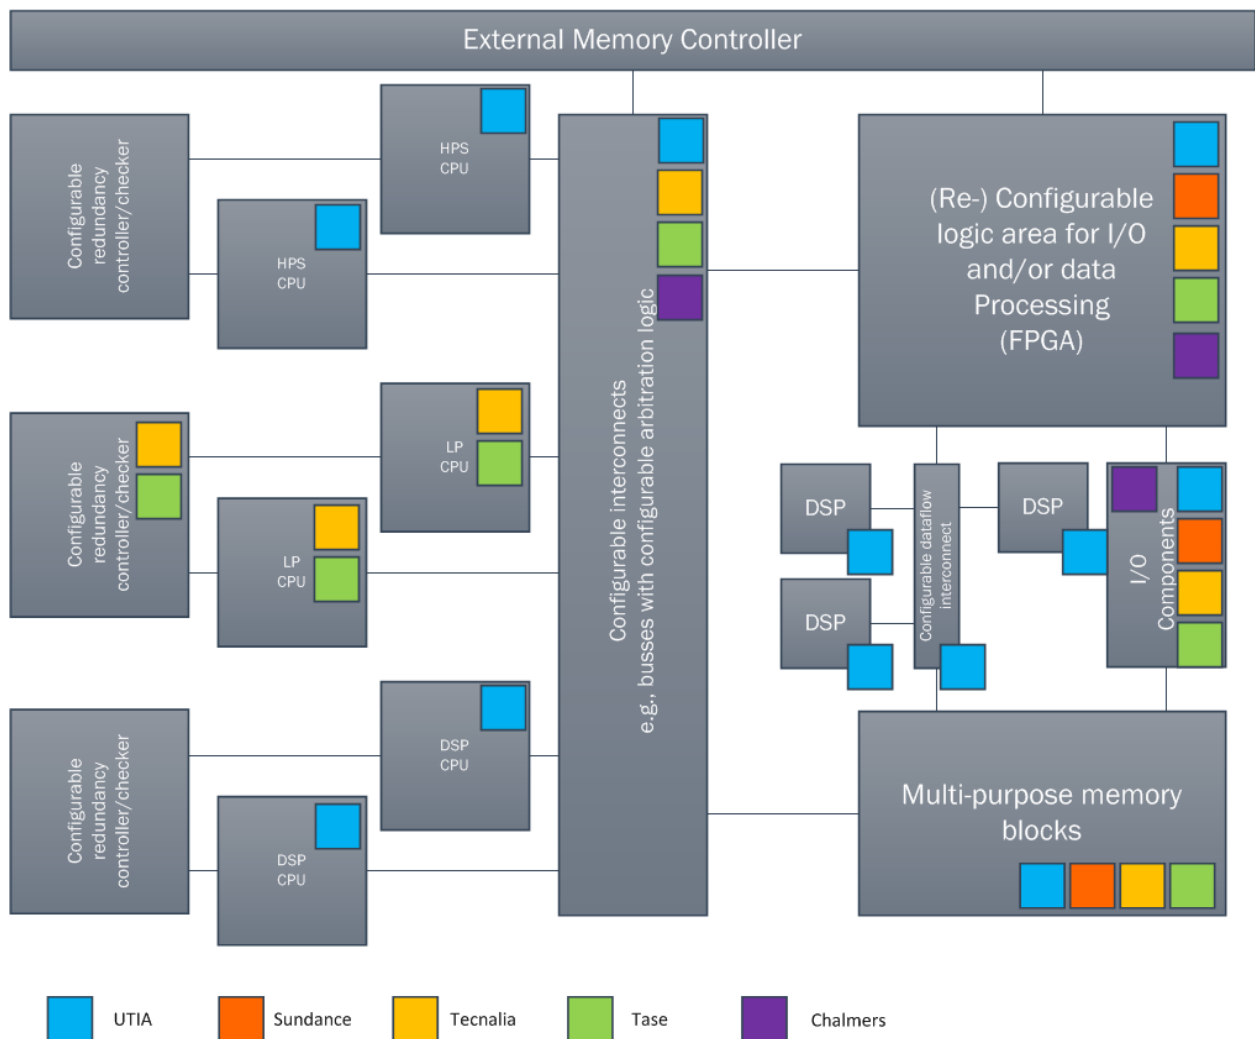 External Memory Controller
Configurable
redundancy
controller/checker
HPS
CPU
HPS
CPU
Configurable
redundancy
controller/checker
LP
CPU
LP
CPU
Configurable
redundancy
controller/checker
DSP
CPU
DSP
CPU
Configurable interconnects
e.g., busses with configurable arbitration logic
(Re-) Configurable
logic area for I/O
and/or data
Processing
(FPGA)
DSP
DSP
Configurable dataflow
interconnect
DSP
I/O
Components
Multi-purpose memory
blocks
UTIA
Sundance
Tecnalia
Tase
Chalmers